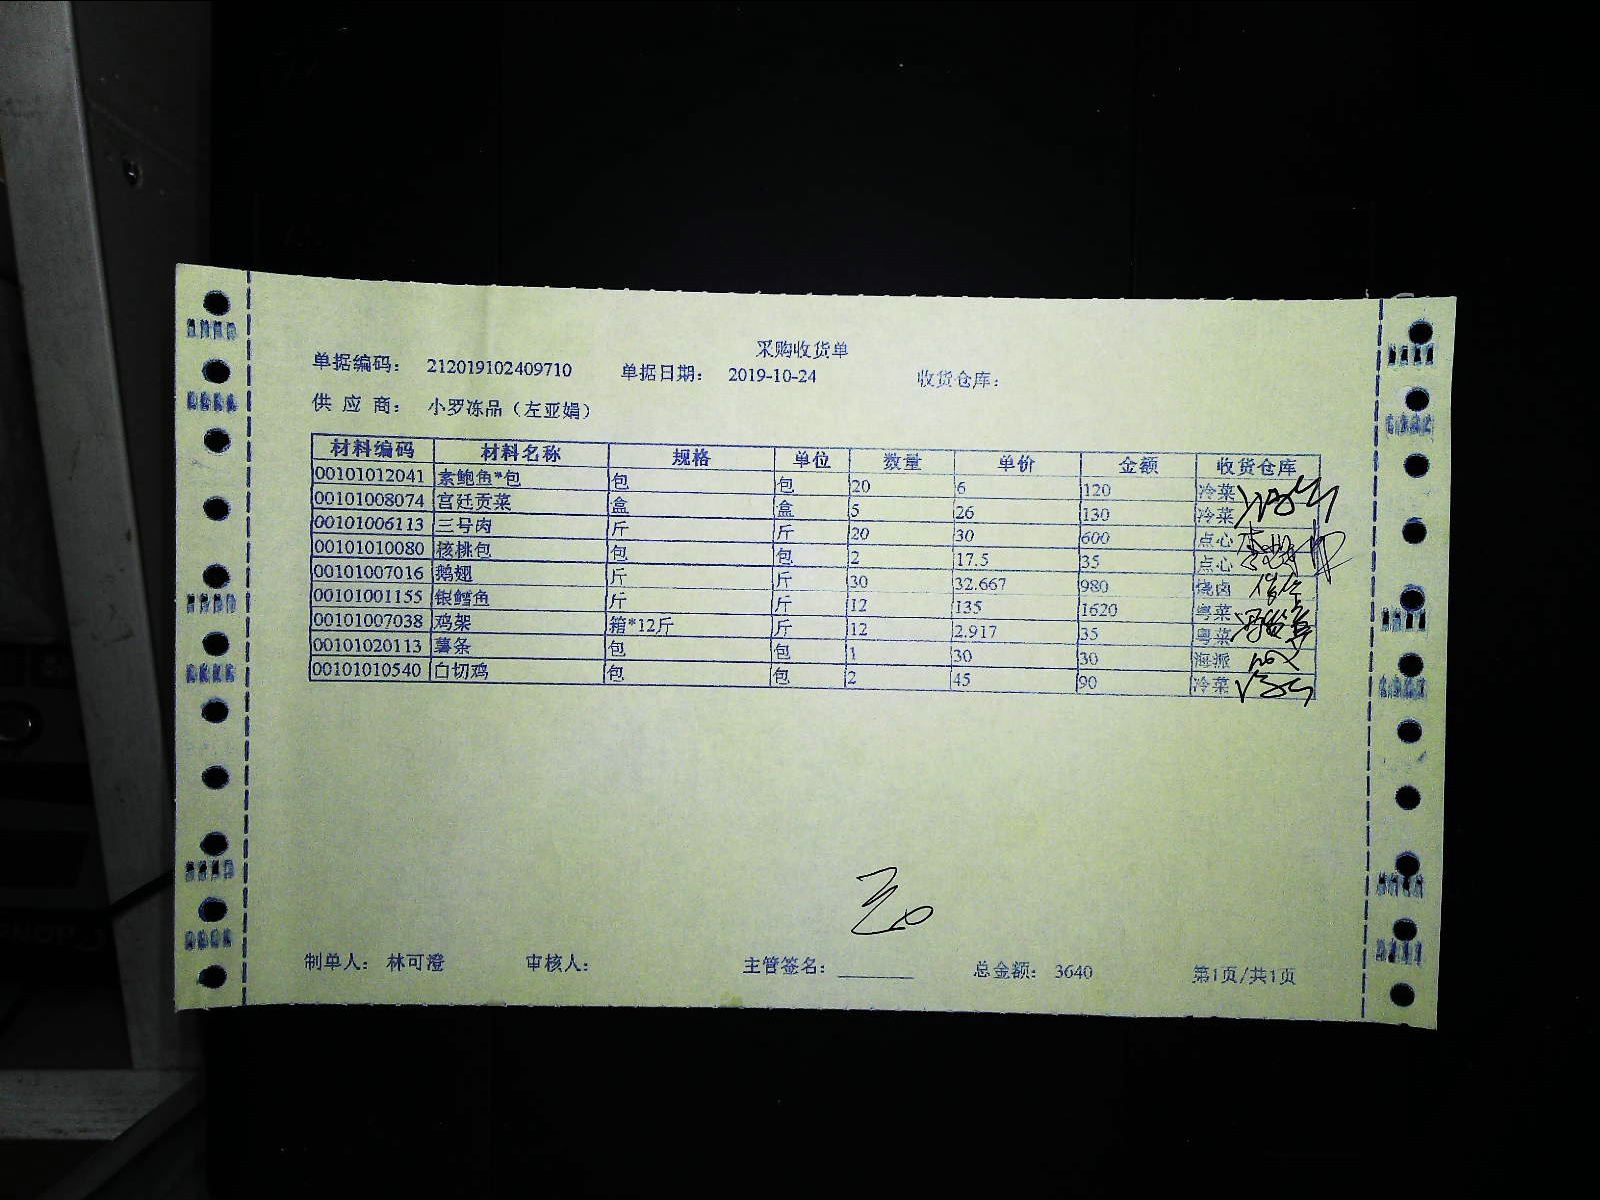 采购收货单
单据编码： 212019102409710 单据日期： 2019-10-24 收货仓库：
供 应 商： 小罗冻品（左亚娟）
材料编码 材料名称 规格 单位 数量 单价 金额 收货仓库
00101012041 素鲍鱼*包 包 包 20 6 120 冷菜
00101008074 宫廷贡菜 盒 盒 5 26 130 冷菜
00101006113 三号肉 斤 斤 20 30 600 点心
00101010080 核桃包 包 包 2 17.5 35 点心
00101007016 鹅翅 斤 斤 30 32.667 980 烧卤
00101001155 银鳕鱼 斤 斤 12 135 1620 粤菜
00101007038 鸡架 箱*12斤 斤 12 2.917 35 粤菜
00101020113 薯条 包 包 1 30 30 海派
00101010540 白切鸡 包 包 2 45 90 冷菜
制单人： 林可澄 审核人： 主管签名： 总金额： 3640 第1页/共1页